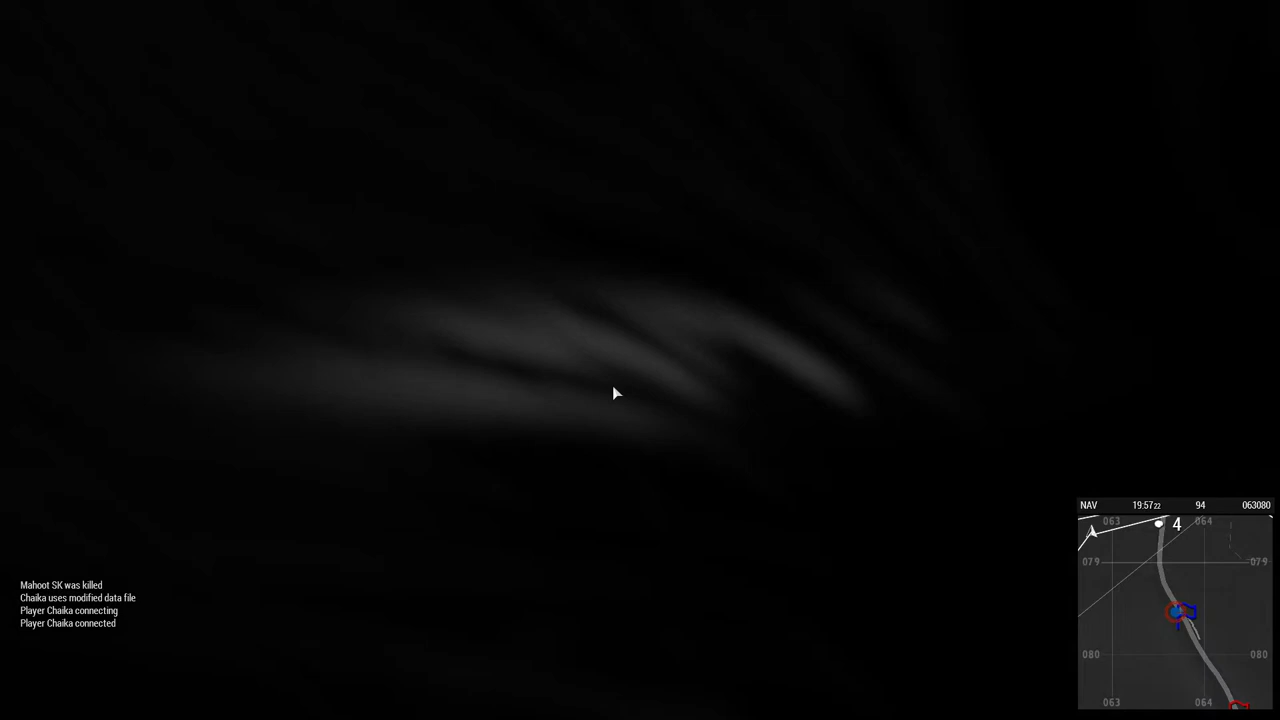 NAV 19:57 22 94 063080
063 4 064
079 079
080 080
063 064
Mahoot SK was killed
Chaika uses modified data file
Player Chaika connecting
Player Chaika connected